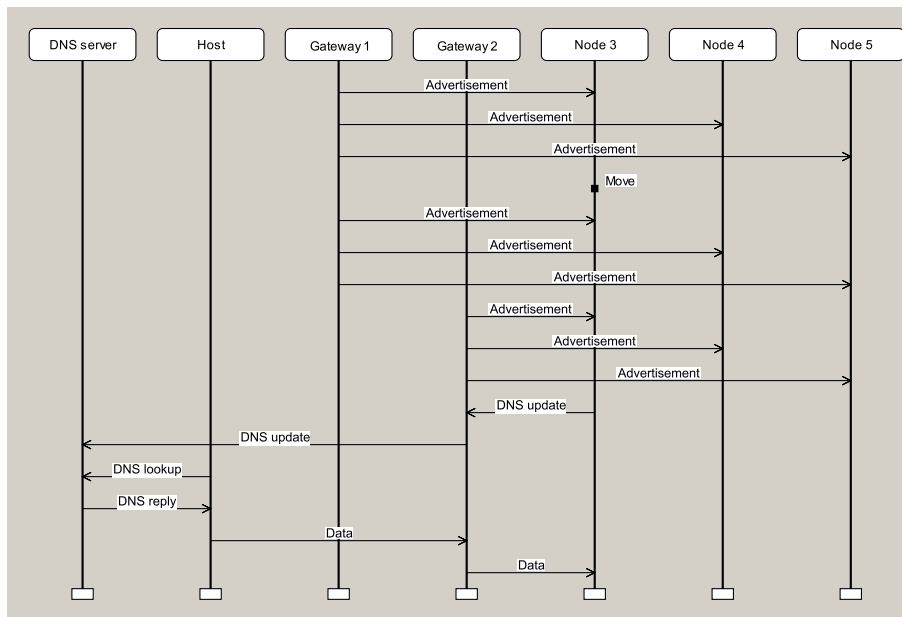 DNS server
Host
Gateway 1
Gateway 2
Node 3
Node 4
Node 5
Advertisement
Advertisement
Advertisement
Move
Advertisement
Advertisement
Advertisement
Advertisement
Advertisement
Advertisement
DNS update
DNS update
DNS lookup
DNS reply
Data
Data